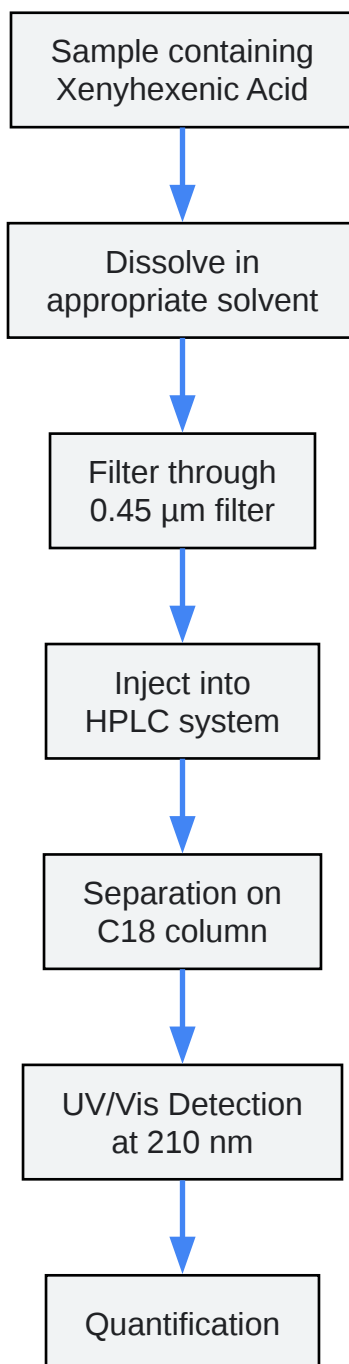 Sample containing
Xenyhexenic Acid
Dissolve in
appropriate solvent
Filter through
0.45 µm filter
Inject into
HPLC system
Separation on
C18 column
UV/Vis Detection
at 210 nm
Quantification